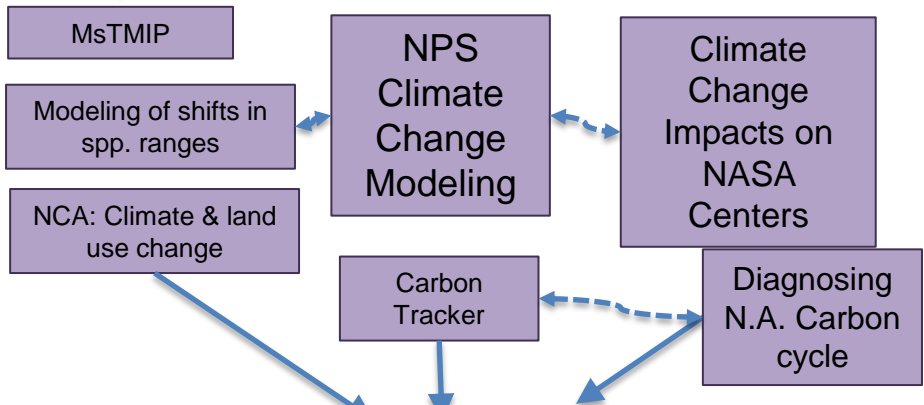 MsTMIP
Modeling of shifts in
spp. ranges
NCA: Climate & land
use change
NPS
Climate
Change
Modeling
Climate
Change
Impacts on
NASA
Centers
Carbon
Tracker
Diagnosing
N.A. Carbon
cycle